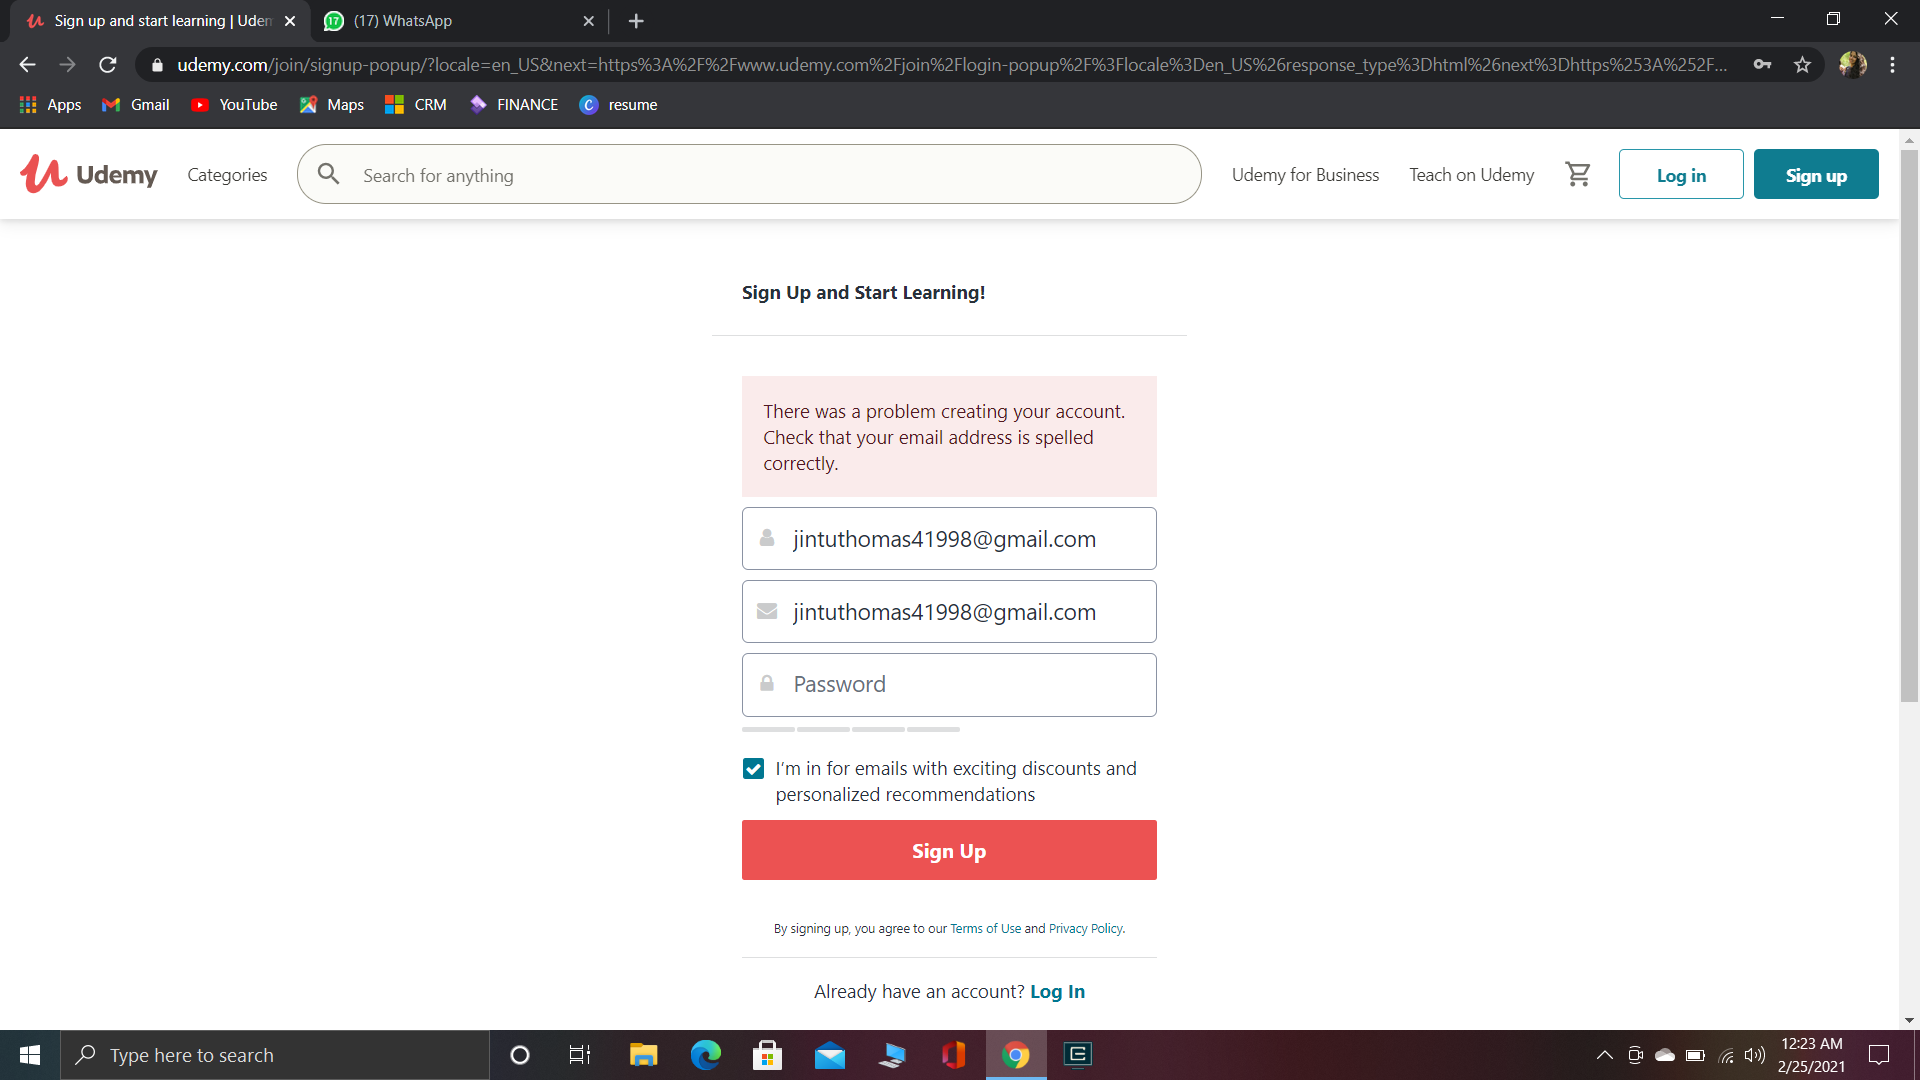 Sign up and start learning | Uden
17
(17) WhatsApp
udemy.com/join/signup-popup/?locale=en_US&next=https%3A%2F%2Fwww.udemy.com%2Fjoin%2Flogin-popup%2F%3Flocale%3Den_US%26response_type%3Dhtml%26next%3Dhttps%253A%252F...
Apps Gmail YouTube Maps CRM FINANCE C resume
Udemy Categories Search for anything Udemy for Business Teach on Udemy Log in Sign up
Sign Up and Start Learning!
There was a problem creating your account.
Check that your email address is spelled
correctly.
jintuthomas41998@gmail.com
jintuthomas41998@gmail.com
Password
I'm in for emails with exciting discounts and
personalized recommendations
Sign Up
By signing up, you agree to our Terms of Use and Privacy Policy.
Already have an account? Log In
Type here to search
12:23 AM
2/25/2021